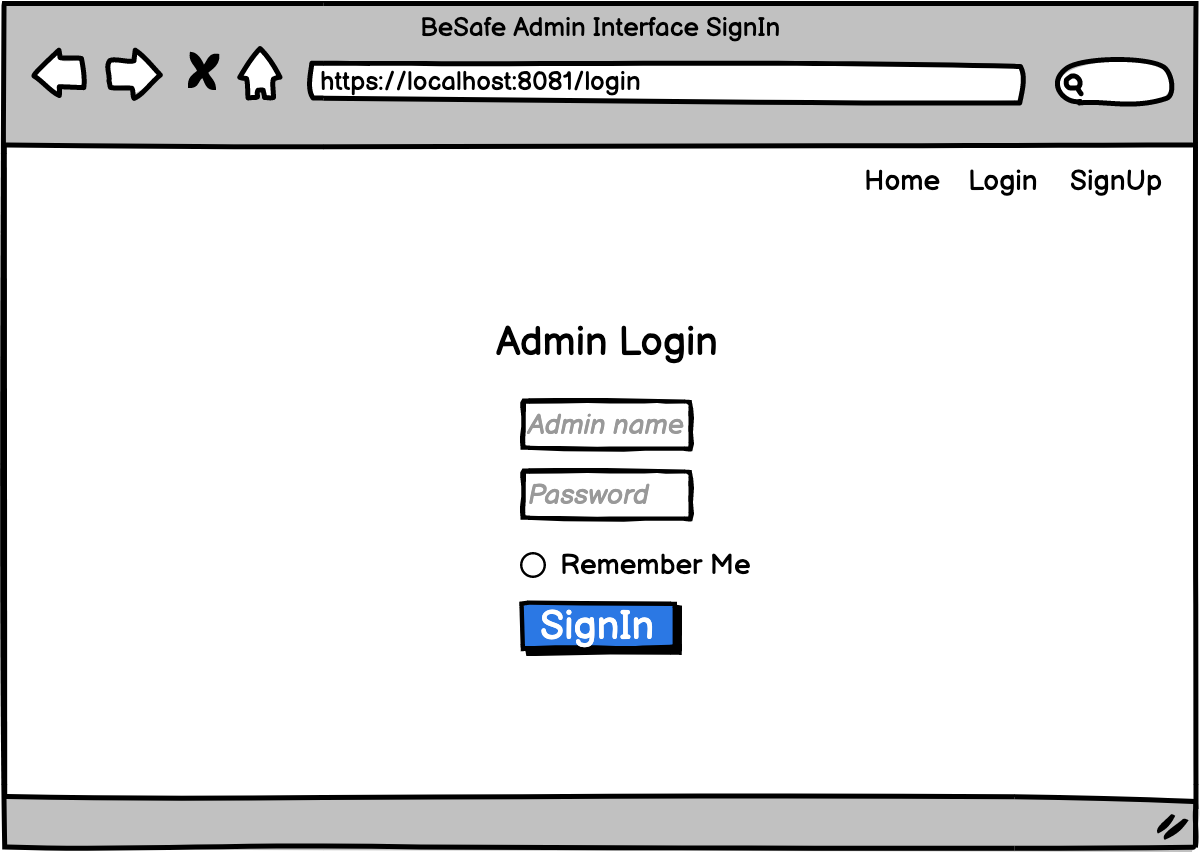 BeSafe Admin Interface SignIn
https://localhost:8081/login
Home Login SignUp
Admin Login
Admin name
Password
Remember Me
SignIn